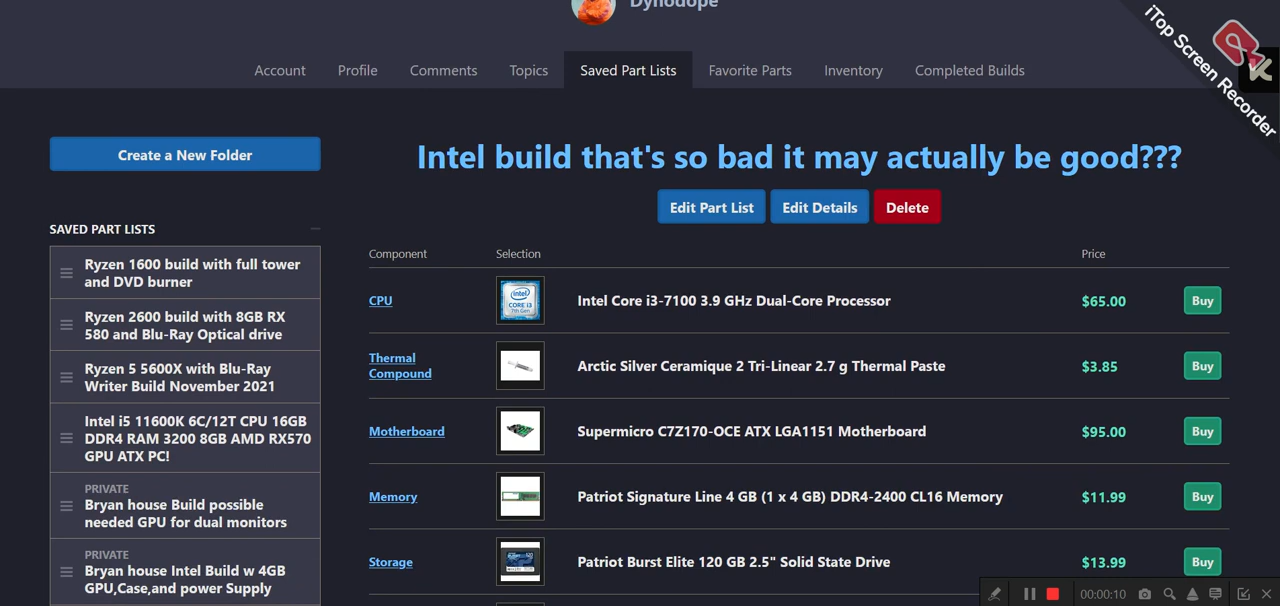 Dynodope
iTop Screen Recorder
Account Profile Comments Topics Saved Part Lists Favorite Parts Inventory Completed Builds
Create a New Folder
Intel build that's so bad it may actually be good???
Edit Part List Edit Details Delete
SAVED PART LISTS
Ryzen 1600 build with full tower
and DVD burner
Ryzen 2600 build with 8GB RX
580 and Blu-Ray Optical drive
Ryzen 5 5600X with Blu-Ray
Writer Build November 2021
Intel i5 11600K 6C/12T CPU 16GB
DDR4 RAM 3200 8GB AMD RX570
GPU ATX PC!
PRIVATE
Bryan house Build possible
needed GPU for dual monitors
PRIVATE
Bryan house Intel Build w 4GB
GPU,Case,and power Supply
Component Selection Price
CPU intel CORE i3 7th Gen Intel Core i3-7100 3.9 GHz Dual-Core Processor $65.00 Buy
Thermal
Compound Arctic Silver Ceramique 2 Tri-Linear 2.7 g Thermal Paste $3.85 Buy
Motherboard Supermicro C7Z170-OCE ATX LGA1151 Motherboard $95.00 Buy
Memory Patriot Signature Line 4 GB (1 x 4 GB) DDR4-2400 CL16 Memory $11.99 Buy
Storage Patriot Burst Elite 120 GB 2.5" Solid State Drive $13.99 Buy
00:00:10